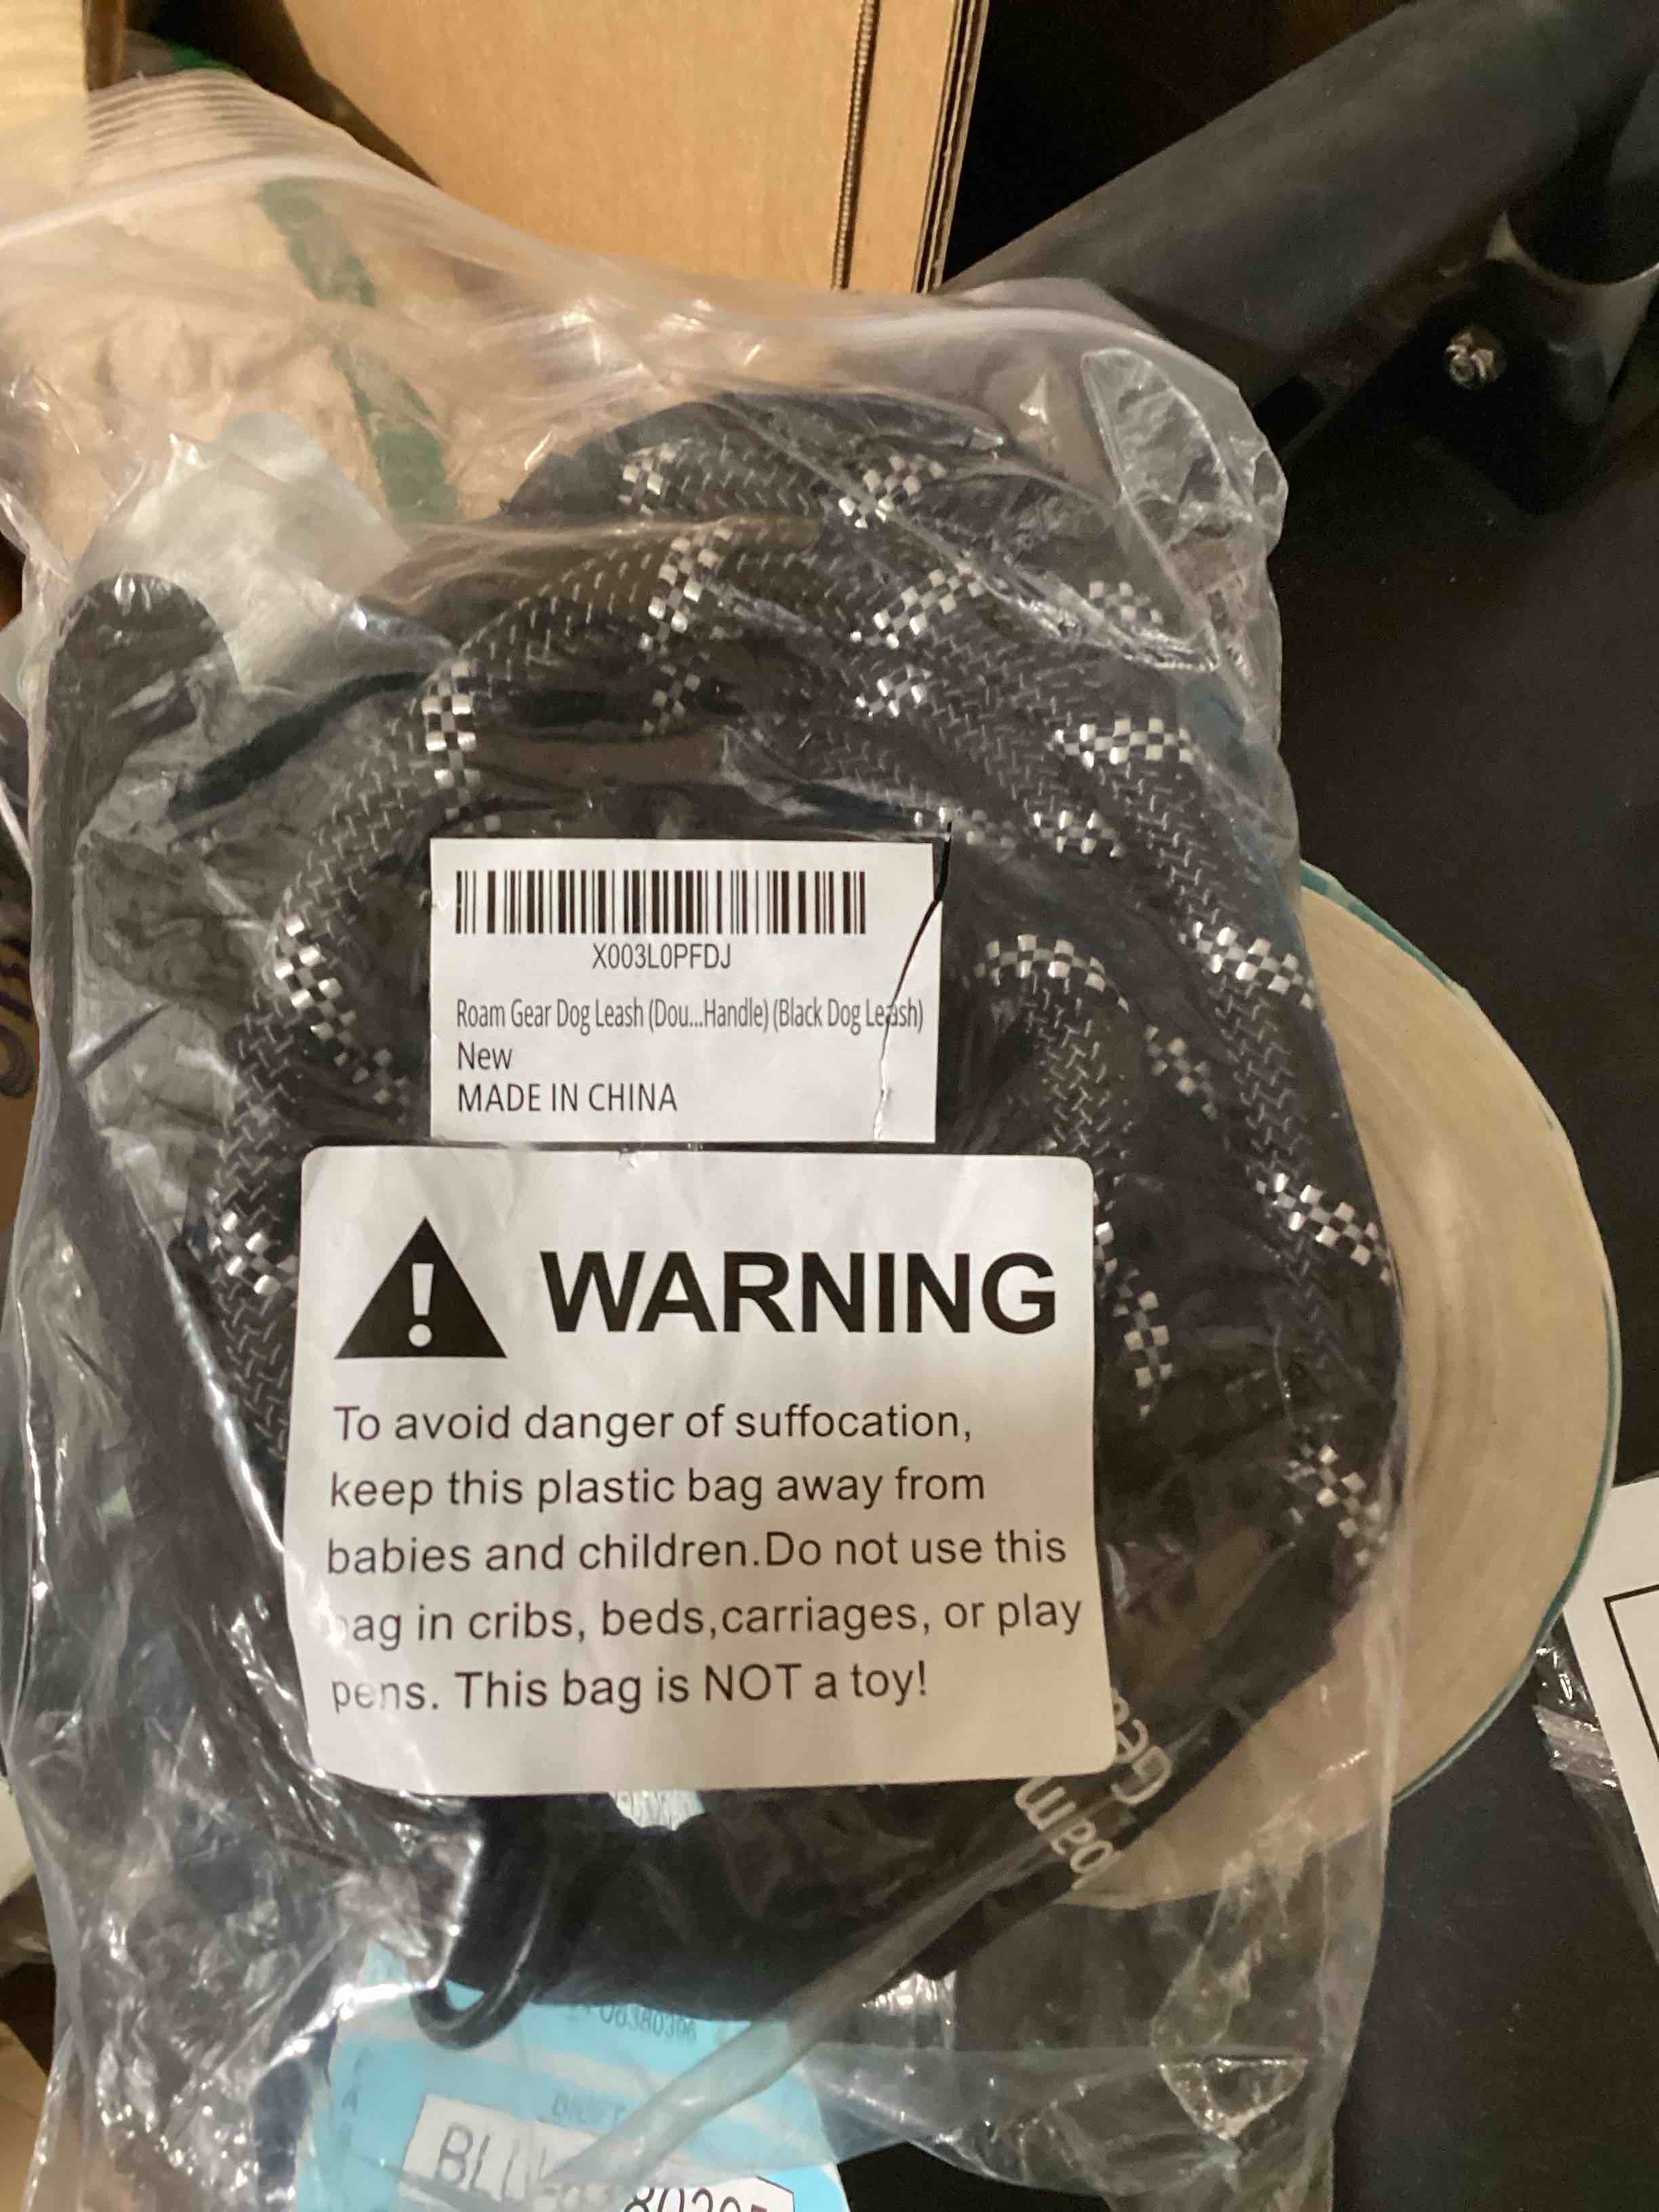 X003L0PFDJ
Roam Gear Dog Leash (Dou...Handle) (Black Dog Leash)
New
MADE IN CHINA
WARNING
To avoid danger of suffocation,
keep this plastic bag away from
babies and children.Do not use this
bag in cribs, beds,carriages, or play
pens. This bag is NOT a toy!